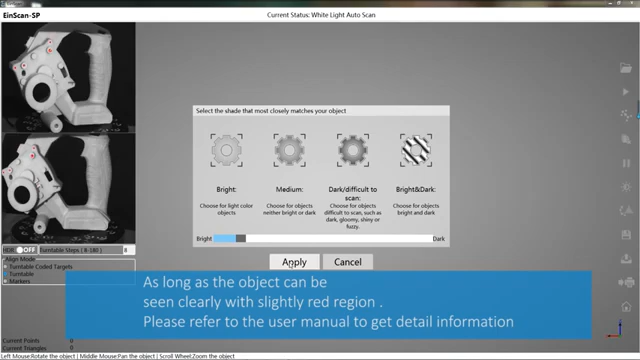 EinScan-SP
Current Status: White Light Auto Scan
Select the shade that most closely matches your object
Bright:
Choose for light color
objects
Medium:
Choose for objects
neither bright or dark
Dark/difficult to
scan:
Choose for objects
difficult to scan, such as
dark, gloomy, shiny or
fuzzy.
Bright&Dark:
Choose for objects
bright and dark
Bright
Dark
Apply
Cancel
HDR OFF Turntable Steps ( 8-180 ) 8
Align Mode
Turntable Coded Targets
Turntable
Markers
As long as the object can be
seen clearly with slightly red region .
Please refer to the user manual to get detail information
Current Points 0
Current Triangles 0
Left Mouse:Rotate the object | Middle Mouse:Pan the object | Scroll Wheel:Zoom the object